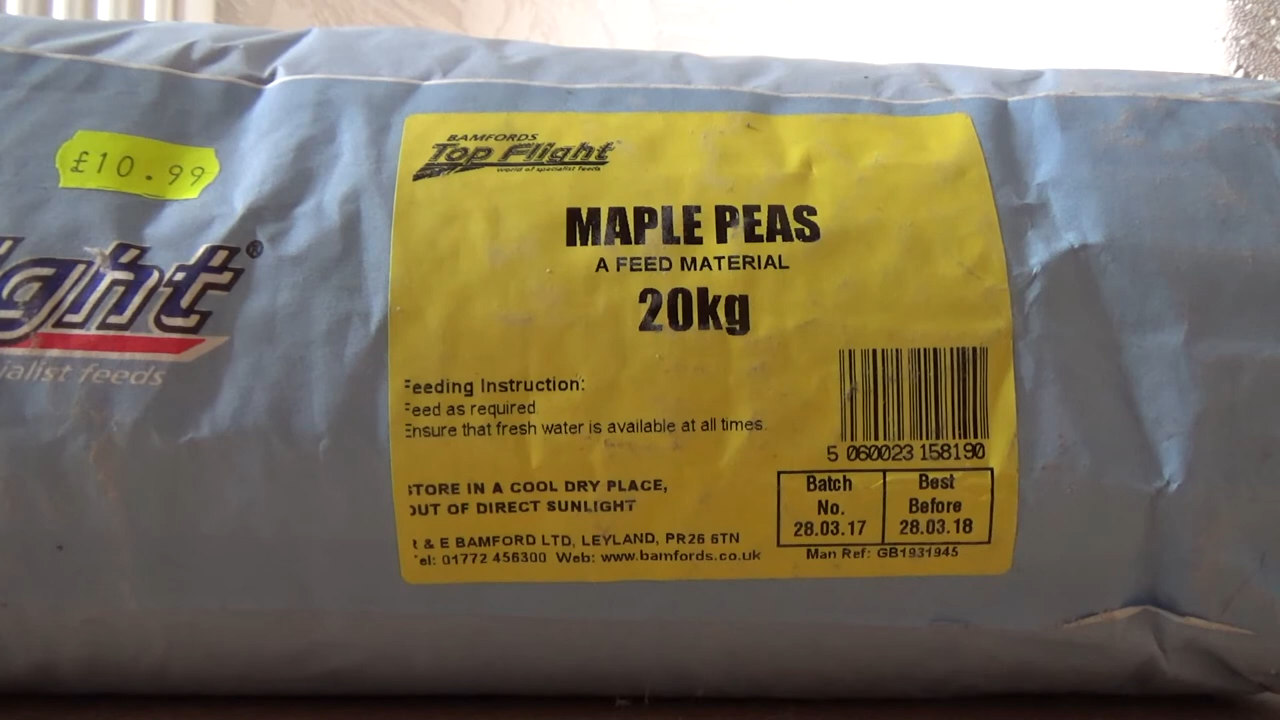 £10.99
ght®
ialist feeds
BAMFORDS
Top Flight™
world of specialist feeds
MAPLE PEAS
A FEED MATERIAL
20kg
Feeding Instruction:
Feed as required
Ensure that fresh water is available at all times.
STORE IN A COOL DRY PLACE,
OUT OF DIRECT SUNLIGHT
& E BAMFORD LTD, LEYLAND, PR26 6TN
Tel: 01772 456300 Web: www.bamfords.co.uk
5 060023 158190
Batch No. 28.03.17
Best Before 28.03.18
Man Ref: GB1931945